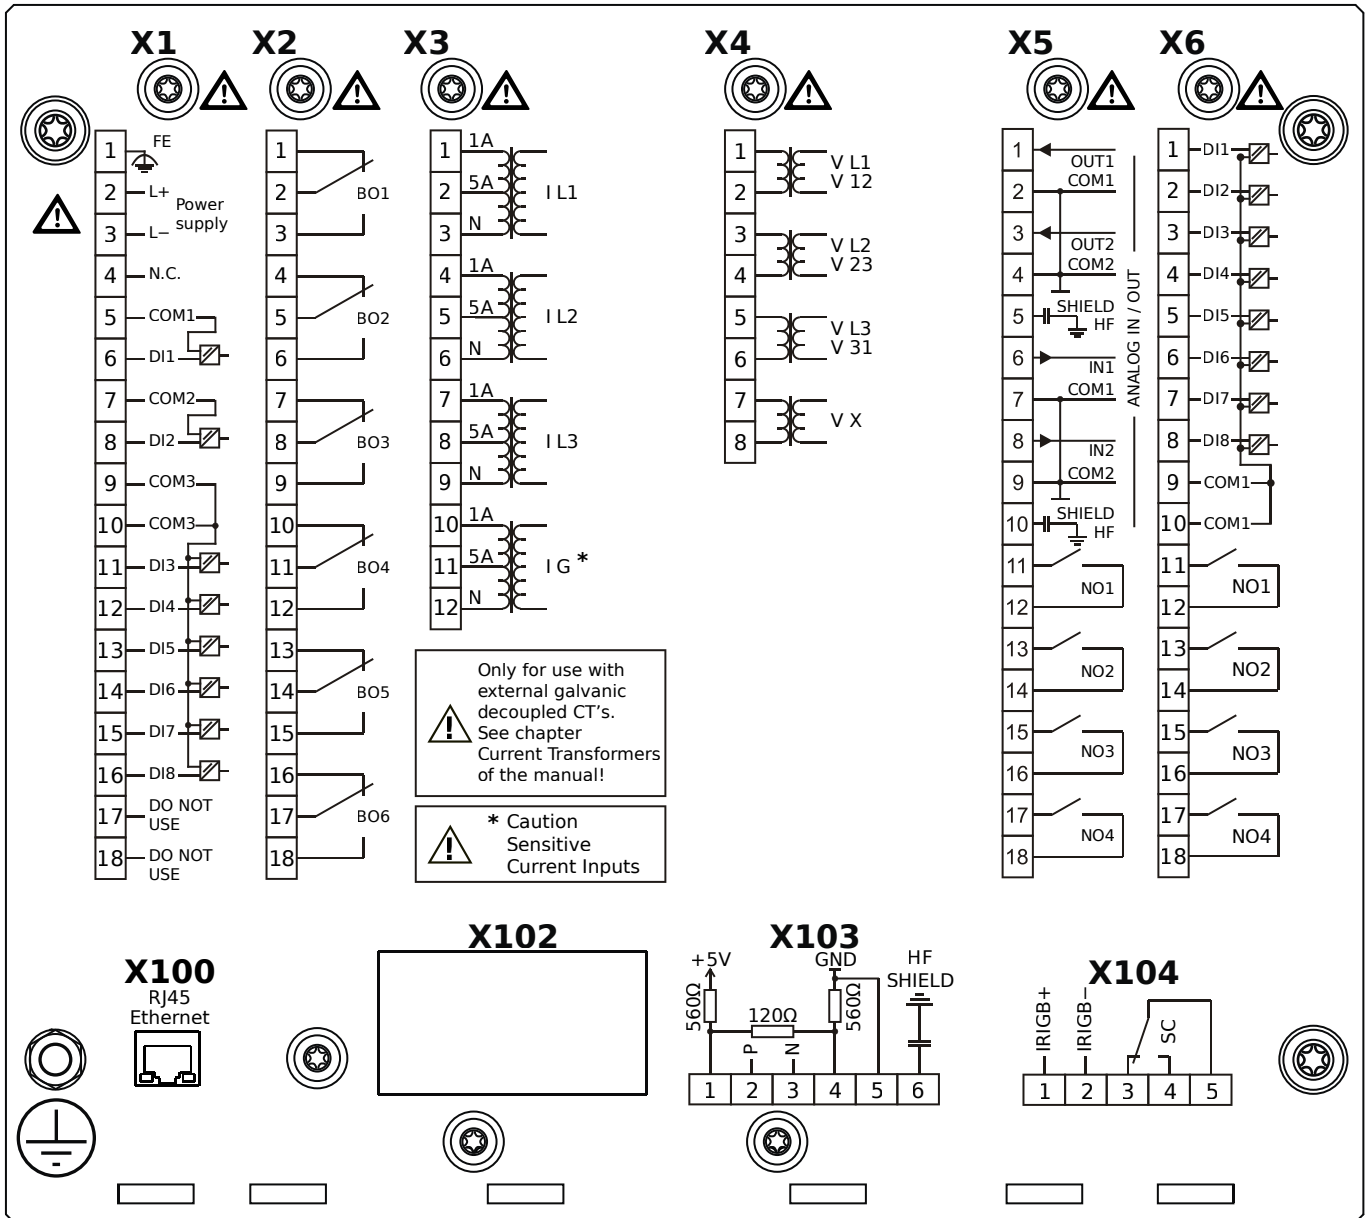 X1
X2
X3
X4
X5
X6
1
FE
2
L+
Power
supply
3
L−
4
N.C.
5
COM1
6
DI1
7
COM2
8
DI2
9
COM3
10
COM3
11
DI3
12
DI4
13
DI5
14
DI6
15
DI7
16
DI8
17
DO NOT
USE
18
DO NOT
USE
1
2
BO1
3
4
5
BO2
6
7
8
BO3
9
10
11
BO4
12
13
14
BO5
15
16
17
BO6
18
1
1A
2
5A
I L1
3
N
4
1A
5
5A
I L2
6
N
7
1A
8
5A
I L3
9
N
10
1A
11
5A
I G *
12
N
Only for use with
external galvanic
decoupled CT's.
See chapter
Current Transformers
of the manual!
* Caution
Sensitive
Current Inputs
1
V L1
2
V 12
3
V L2
4
V 23
5
V L3
6
V 31
7
V X
8
1
OUT1
2
COM1
3
OUT2
4
COM2
5
SHIELD
HF
6
IN1
7
COM1
8
IN2
9
COM2
10
SHIELD
HF
ANALOG IN / OUT
11
NO1
12
13
NO2
14
15
NO3
16
17
NO4
18
1
DI1
2
DI2
3
DI3
4
DI4
5
DI5
6
DI6
7
DI7
8
DI8
9
COM1
10
COM1
11
NO1
12
13
NO2
14
15
NO3
16
17
NO4
18
X100
RJ45
Ethernet
X102
X103
+5V
GND
HF
SHIELD
560Ω
120Ω
560Ω
P
N
1 2 3 4 5 6
X104
IRIGB+
IRIGB−
SC
1 2 3 4 5